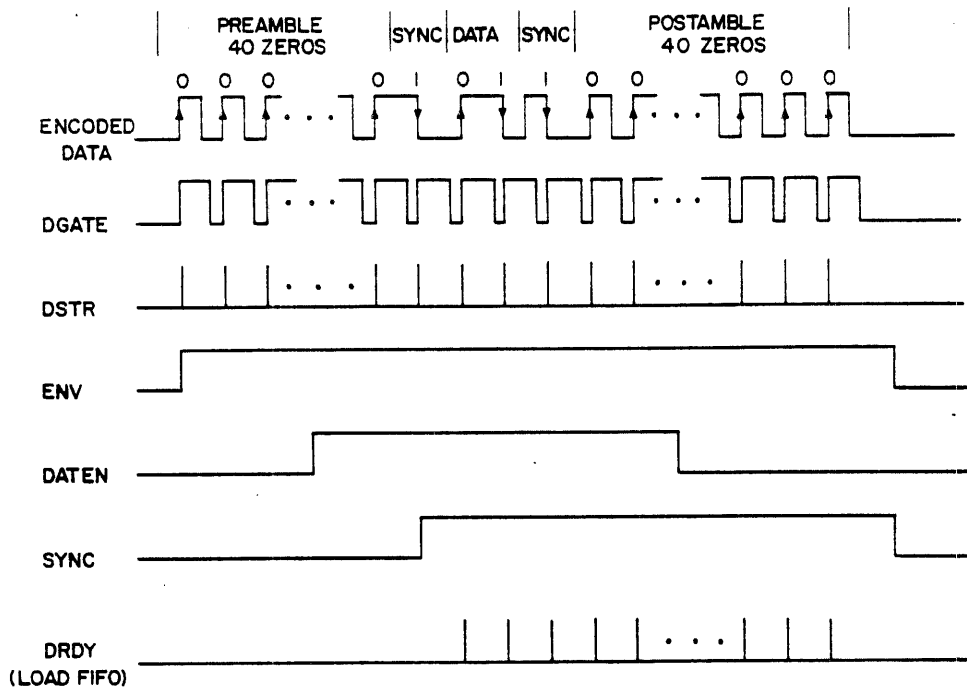 PREAMBLE
40 ZEROS
SYNC
DATA
SYNC
POSTAMBLE
40 ZEROS
0 0 0 0 1 0 1 1 0 0 0 0 0
ENCODED
DATA
DGATE
DSTR
ENV
DATEN
SYNC
DRDY
(LOAD FIFO)